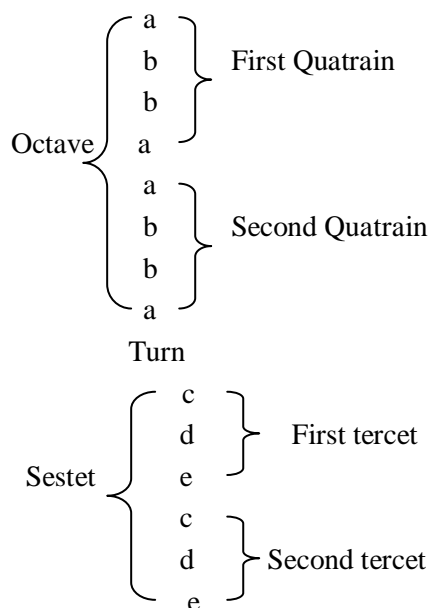 a
b First Quatrain
b
Octave a
a
b Second Quatrain
b
a
Turn
c
d First tercet
Sestet e
c
d Second tercet
e